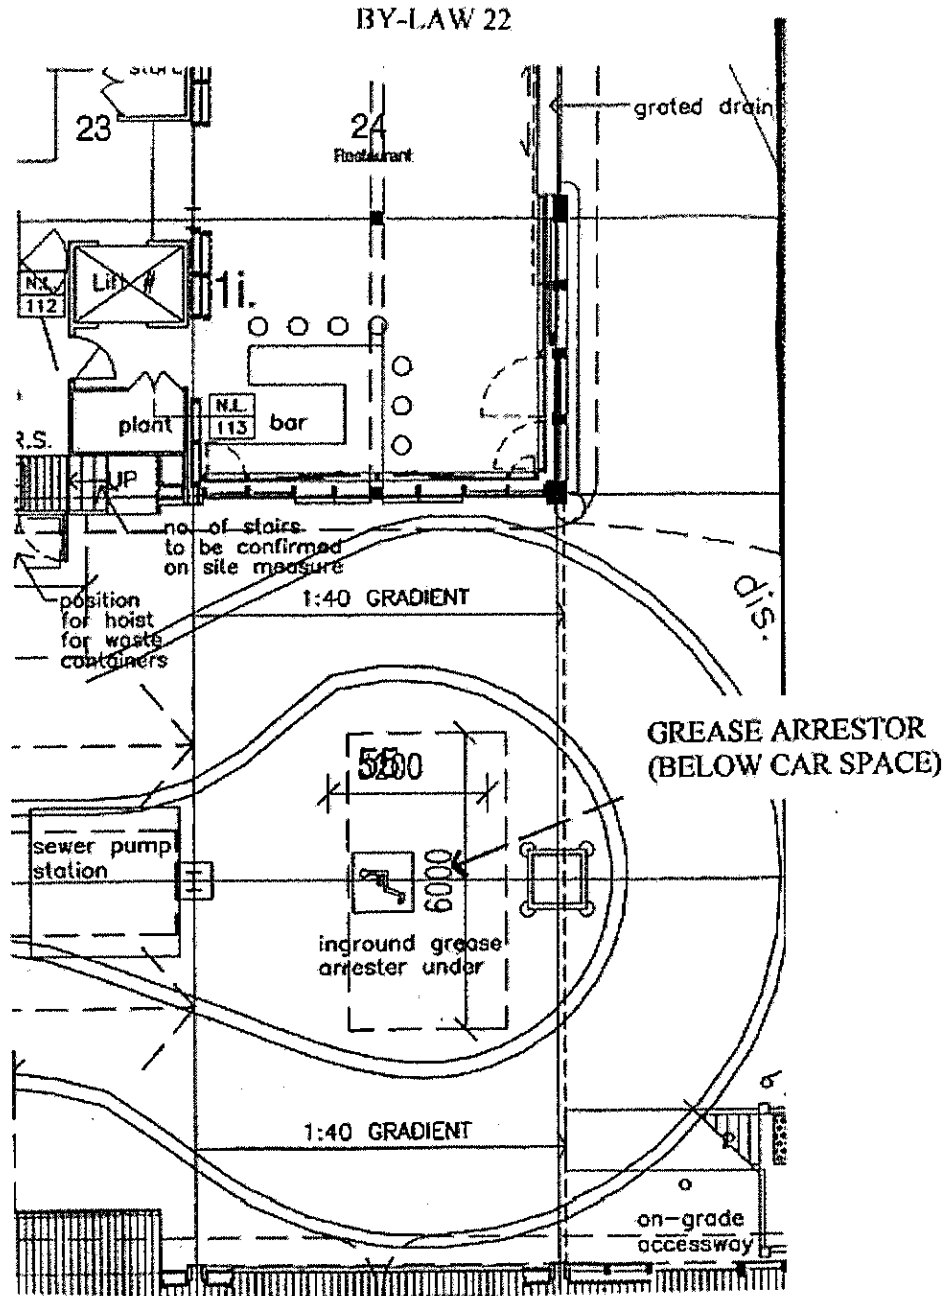 BY-LAW 22
store
grated drain
23
24
Restaurant
N.L.
112
Lift
1i.
plant
N.L.
113
bar
R.S.
UP
no. of stairs
to be confirmed
on site measure
position
for hoist
for waste
containers
1:40 GRADIENT
dis.
GREASE ARRESTOR
(BELOW CAR SPACE)
55
6000
sewer pump
station
inground grease
arrester under
1:40 GRADIENT
on-grade
accessway